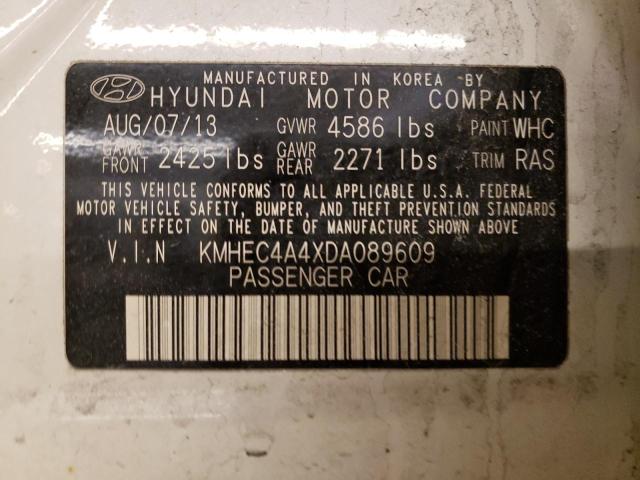 MANUFACTURED IN KOREA BY
HYUNDAI MOTOR COMPANY
AUG/07/13 GVWR 4586 lbs PAINT WHC
GAWR FRONT 2425 lbs GAWR REAR 2271 lbs TRIM RAS
THIS VEHICLE CONFORMS TO ALL APPLICABLE U.S.A. FEDERAL
MOTOR VEHICLE SAFETY, BUMPER, AND THEFT PREVENTION STANDARDS
IN EFFECT ON THE DATE OF MANUFACTURE SHOWN ABOVE
V.I.N KMHEC4A4XDA089609
PASSENGER CAR